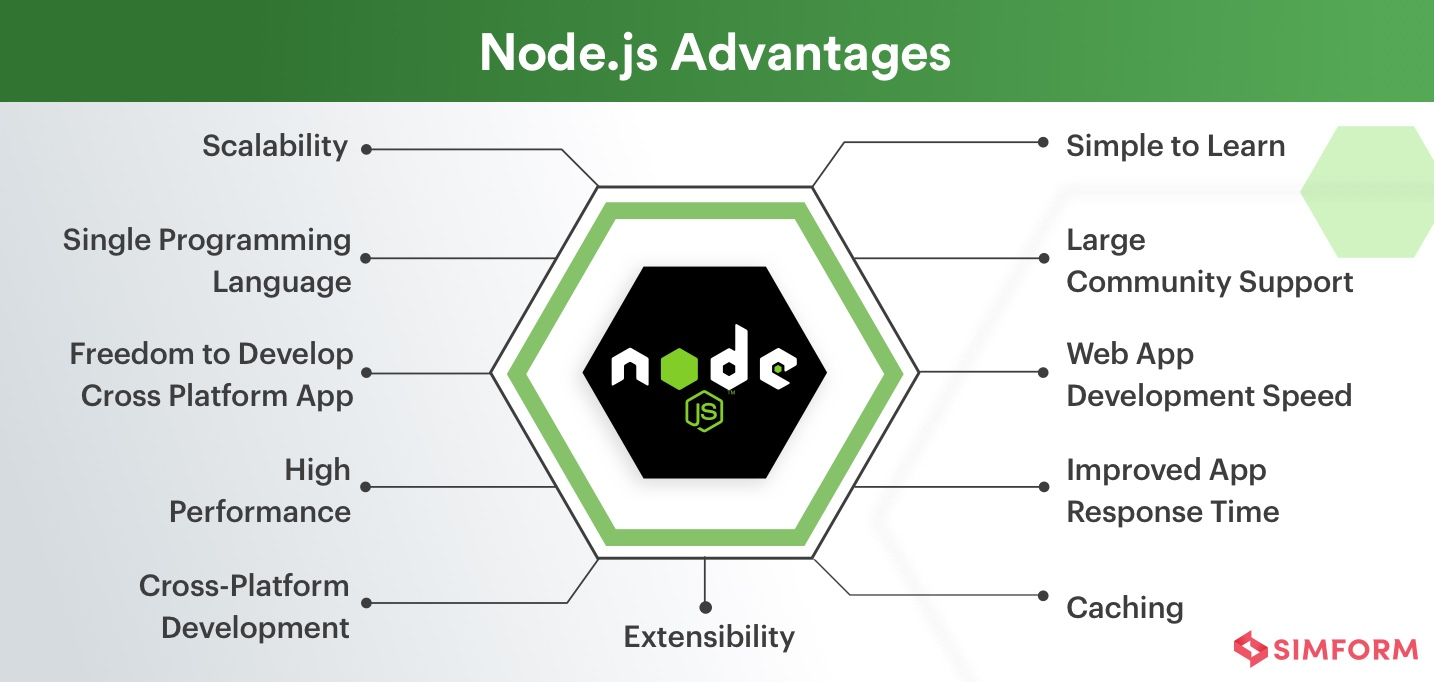 Node.js Advantages
Scalability
Single Programming
Language
Freedom to Develop
Cross Platform App
High
Performance
Cross-Platform
Development
node
JS
TM
Extensibility
Simple to Learn
Large
Community Support
Web App
Development Speed
Improved App
Response Time
Caching
SIMFORM